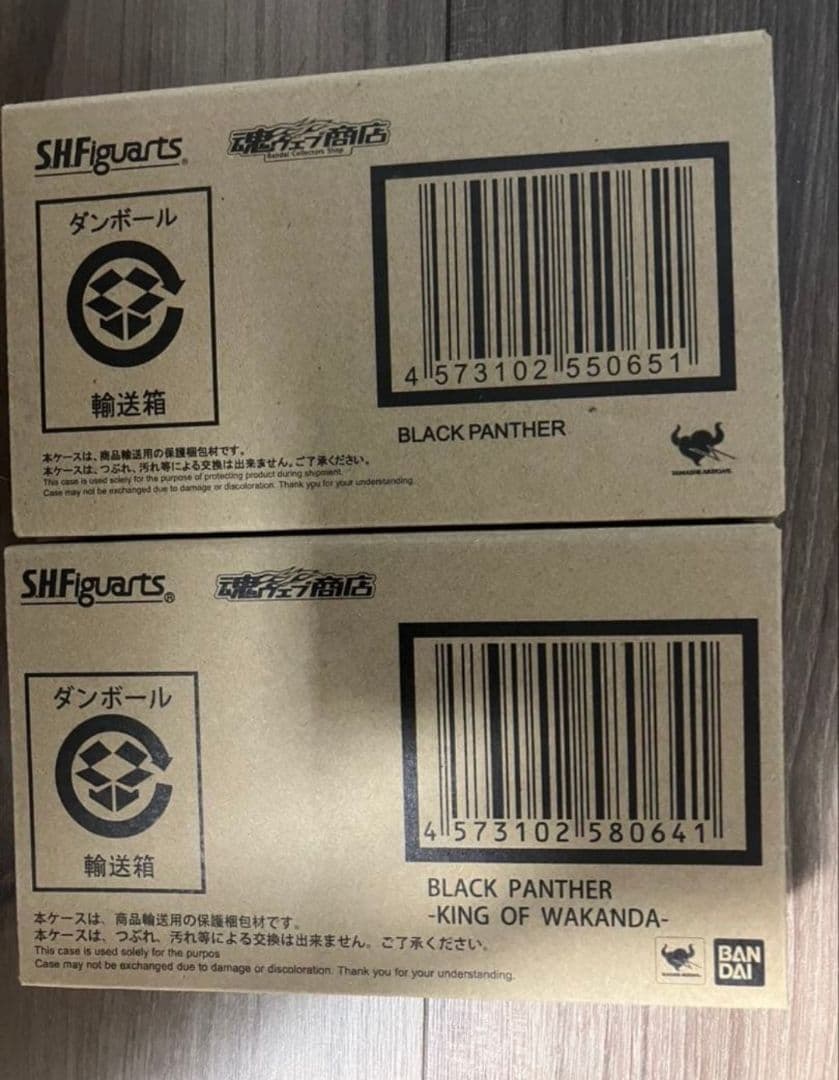 S.H.Figuarts
魂ウェブ商店
Bandai Collectors Shop
ダンボール
輸送箱
4 573102 550651
BLACK PANTHER
本ケースは、商品輸送用の保護梱包材です。
本ケースは、つぶれ、汚れ等による交換は出来ません。ご了承ください。
This case is used solely for the purpose of protecting product during shipment.
Case may not be exchanged due to damage or discoloration. Thank you for your understanding.
TAMASHII NATIONS
S.H.Figuarts®
魂ウェブ商店
ダンボール
輸送箱
4 573102 580641
BLACK PANTHER
-KING OF WAKANDA-
本ケースは、商品輸送用の保護梱包材です。
本ケースは、つぶれ、汚れ等による交換は出来ません。ご了承ください。
This case is used solely for the purpos
Case may not be exchanged due to damage or discoloration. Thank you for your understanding.
TAMASHII NATIONS
BAN
DAI